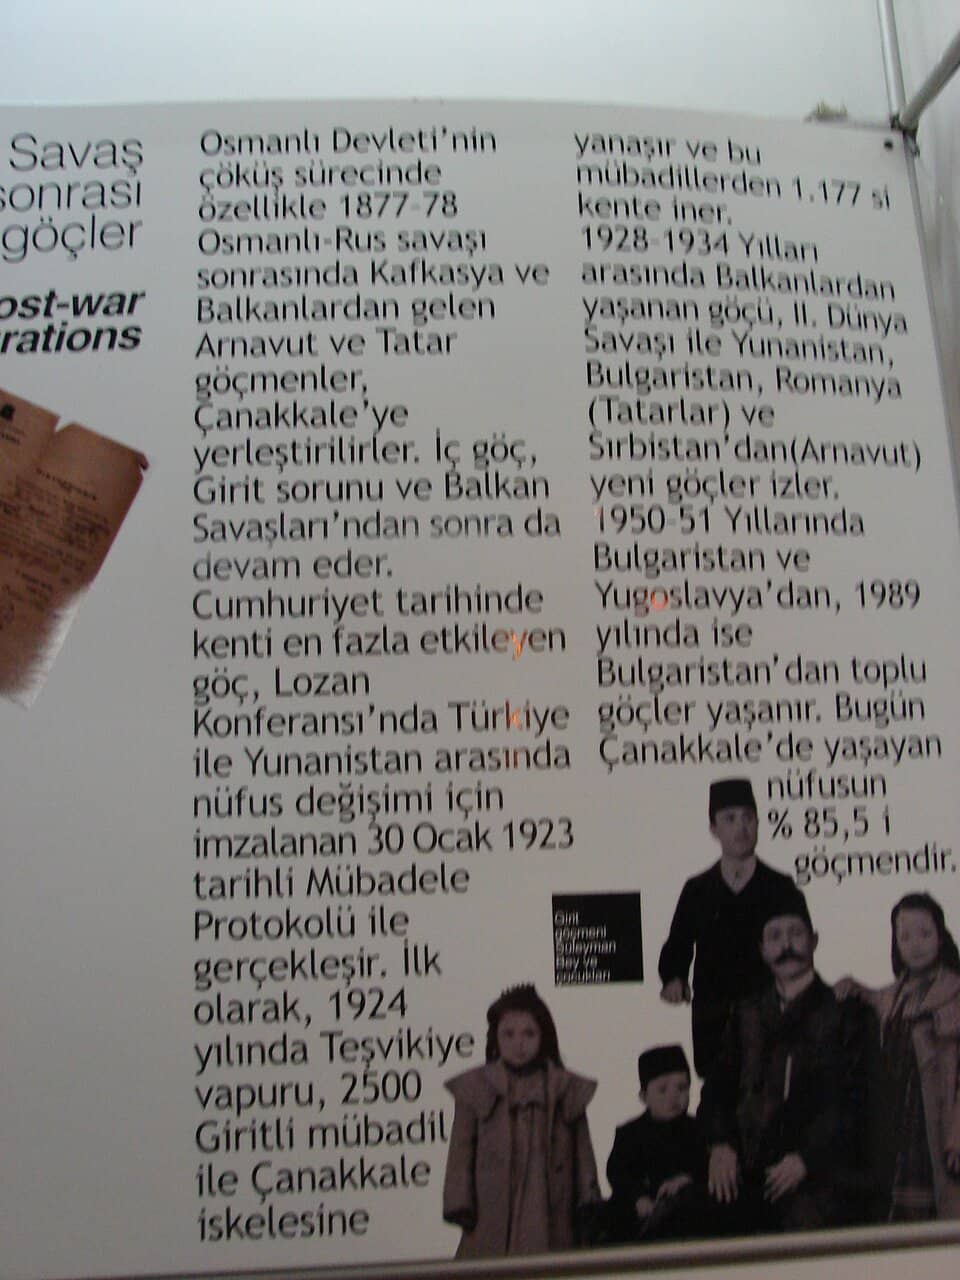 Savaş
sonrası
göçler
ost-war
rations
Osmanlı Devleti'nin
çöküş sürecinde
özellikle 1877-78
Osmanlı-Rus savaşı
sonrasında Kafkasya ve
Balkanlardan gelen
Arnavut ve Tatar
göçmenler,
Çanakkale'ye
yerleştirilirler. İç göç,
Girit sorunu ve Balkan
Savaşları'ndan sonra da
devam eder.
Cumhuriyet tarihinde
kenti en fazla etkileyen
göç, Lozan
Konferansı'nda Türkiye
ile Yunanistan arasında
nüfus değişimi için
imzalanan 30 Ocak 1923
tarihli Mübadele
Protokolü ile
gerçekleşir. İlk
olarak, 1924
yılında Teşvikiye
vapuru, 2500
Giritli mübadil
ile Çanakkale
iskelesine
yanaşır ve bu
mübadillerden 1.177 si
kente iner.
1928-1934 Yılları
arasında Balkanlardan
yaşanan göçü, II. Dünya
Savaşı ile Yunanistan,
Bulgaristan, Romanya
(Tatarlar) ve
Sırbistan'dan(Arnavut)
yeni göçler izler.
1950-51 Yıllarında
Bulgaristan ve
Yugoslavya'dan, 1989
yılında ise
Bulgaristan'dan toplu
göçler yaşanır. Bugün
Çanakkale'de yaşayan
nüfusun
% 85,5 i
göçmendir.
Girit
göçmeni
Süleyman
Bey ve
çocukları